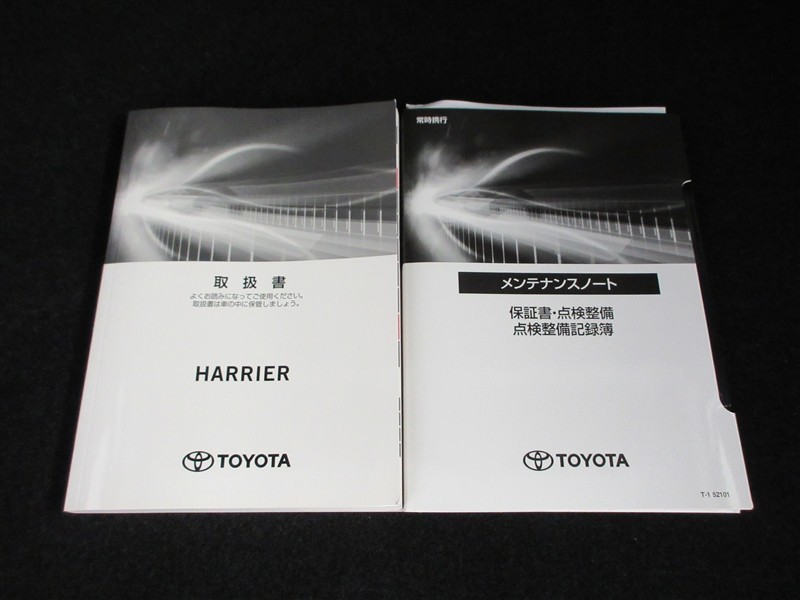 取扱書
よくお読みになってご使用ください。
取扱書は車の中に保管しましょう。
HARRIER
TOYOTA
常時携行
メンテナンスノート
保証書・点検整備
点検整備記録簿
TOYOTA
T-1 52101